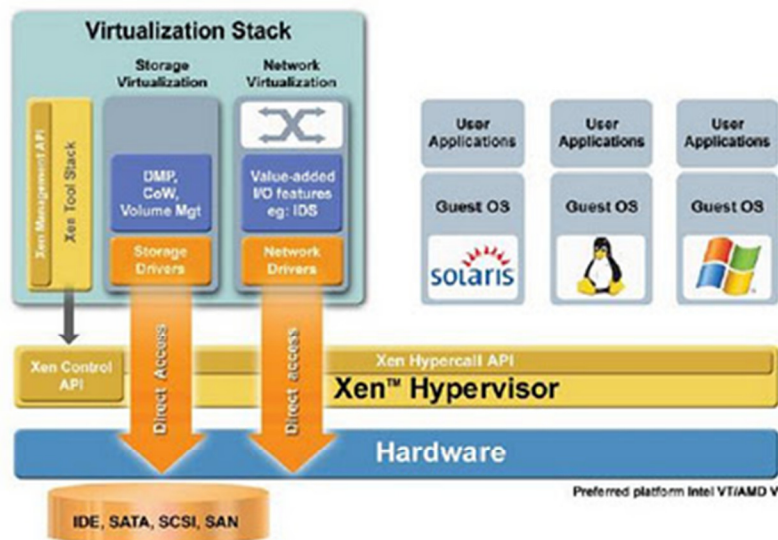 Virtualization Stack
Storage
Virtualization
Network
Virtualization
Xen Management API
Xen Tool Stack
DMP,
CoW,
Volume Mgt
Value-added
I/O features
eg: IDS
Storage
Drivers
Network
Drivers
User
Applications
User
Applications
User
Applications
Guest OS
Guest OS
Guest OS
solaris
Direct Access
Direct access
Xen Control
API
Xen Hypercall API
Xen™ Hypervisor
Hardware
Preferred platform Intel VT/AMD V
IDE, SATA, SCSI, SAN